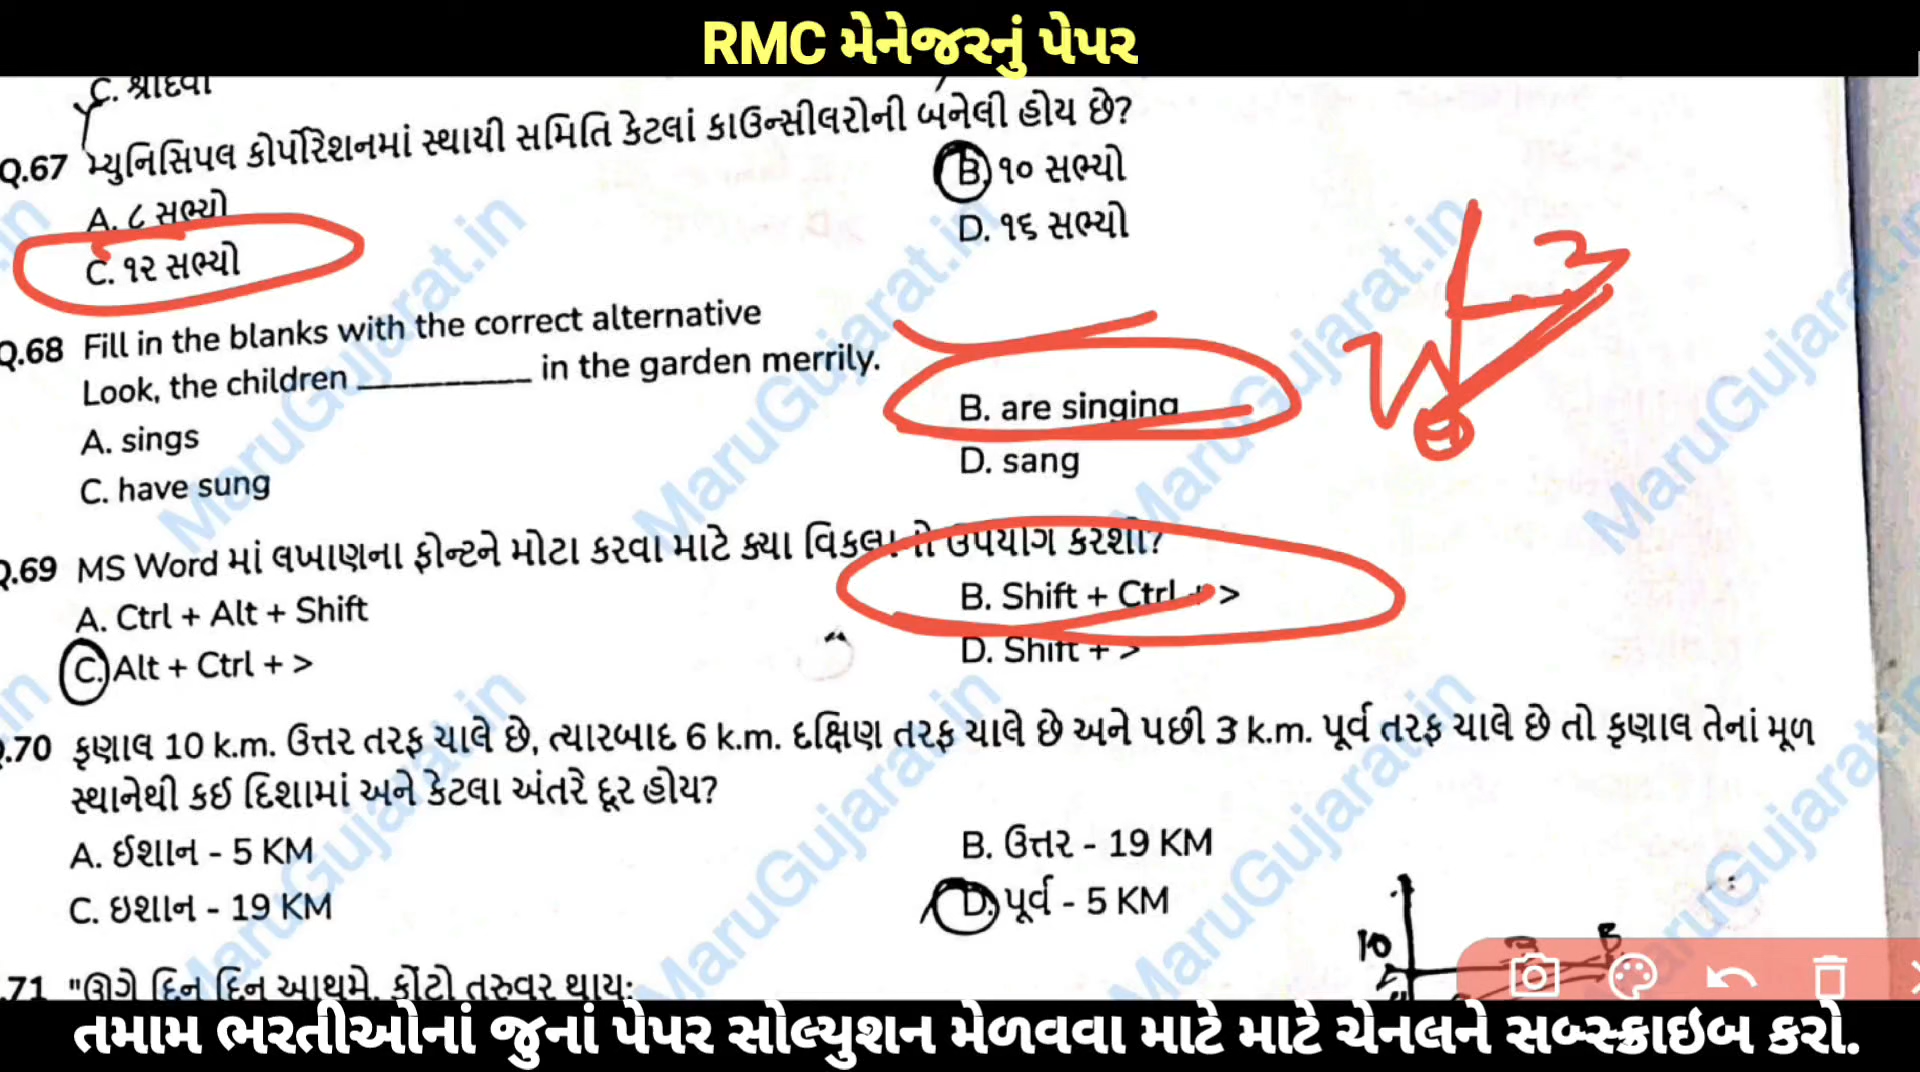 RMC મેનેજરનું પેપર
C. શ્રીદેવી
Q.67 મ્યુનિસિપલ કોર્પોરેશનમાં સ્થાયી સમિતિ કેટલાં કાઉન્સીલરોની બનેલી હોય છે?
A. ૮ સભ્યો
B. ૧૦ સભ્યો
C. ૧૨ સભ્યો
D. ૧૬ સભ્યો
Q.68 Fill in the blanks with the correct alternative
Look, the children __________ in the garden merrily.
A. sings
B. are singing
C. have sung
D. sang
Q.69 MS Word માં લખાણના ફોન્ટને મોટા કરવા માટે ક્યા વિકલ્પનો ઉપયોગ કરશો?
A. Ctrl + Alt + Shift
B. Shift + Ctrl + >
C. Alt + Ctrl + >
D. Shift + >
.70 કૃણાલ 10 k.m. ઉત્તર તરફ ચાલે છે, ત્યારબાદ 6 k.m. દક્ષિણ તરફ ચાલે છે અને પછી 3 k.m. પૂર્વ તરફ ચાલે છે તો કૃણાલ તેનાં મૂળ
સ્થાનેથી કઈ દિશામાં અને કેટલા અંતરે દૂર હોય?
A. ઈશાન - 5 KM
B. ઉત્તર - 19 KM
C. ઇશાન - 19 KM
D. પૂર્વ - 5 KM
10
.71 "ઊગે દિન દિન આથમે, કોંટો તરુવર થાય;
તમામ ભરતીઓનાં જુનાં પેપર સોલ્યુશન મેળવવા માટે માટે ચેનલને સબ્સ્ક્રાઇબ કરો.
MaruGujarat.in